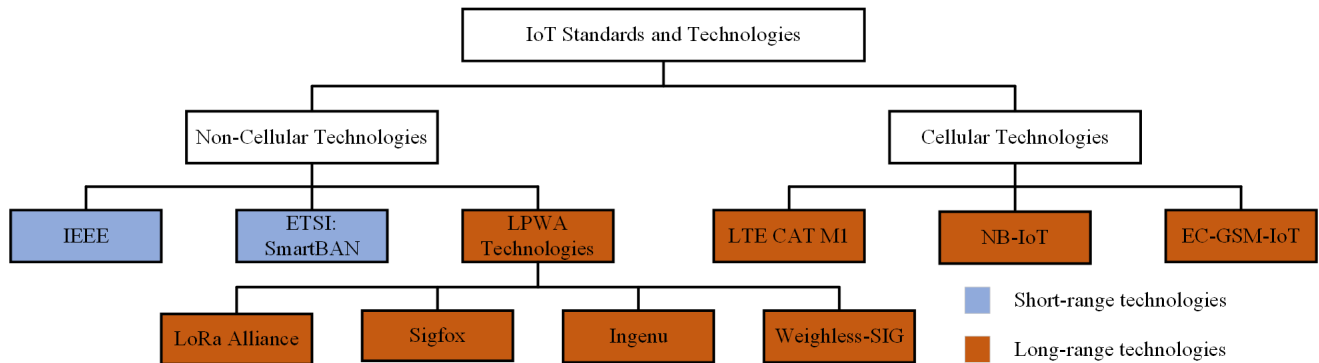 IoT Standards and Technologies
Non-Cellular Technologies
Cellular Technologies
IEEE
ETSI:
SmartBAN
LPWA
Technologies
LTE CAT M1
NB-IoT
EC-GSM-IoT
LoRa Alliance
Sigfox
Ingenu
Weighless-SIG
Short-range technologies
Long-range technologies